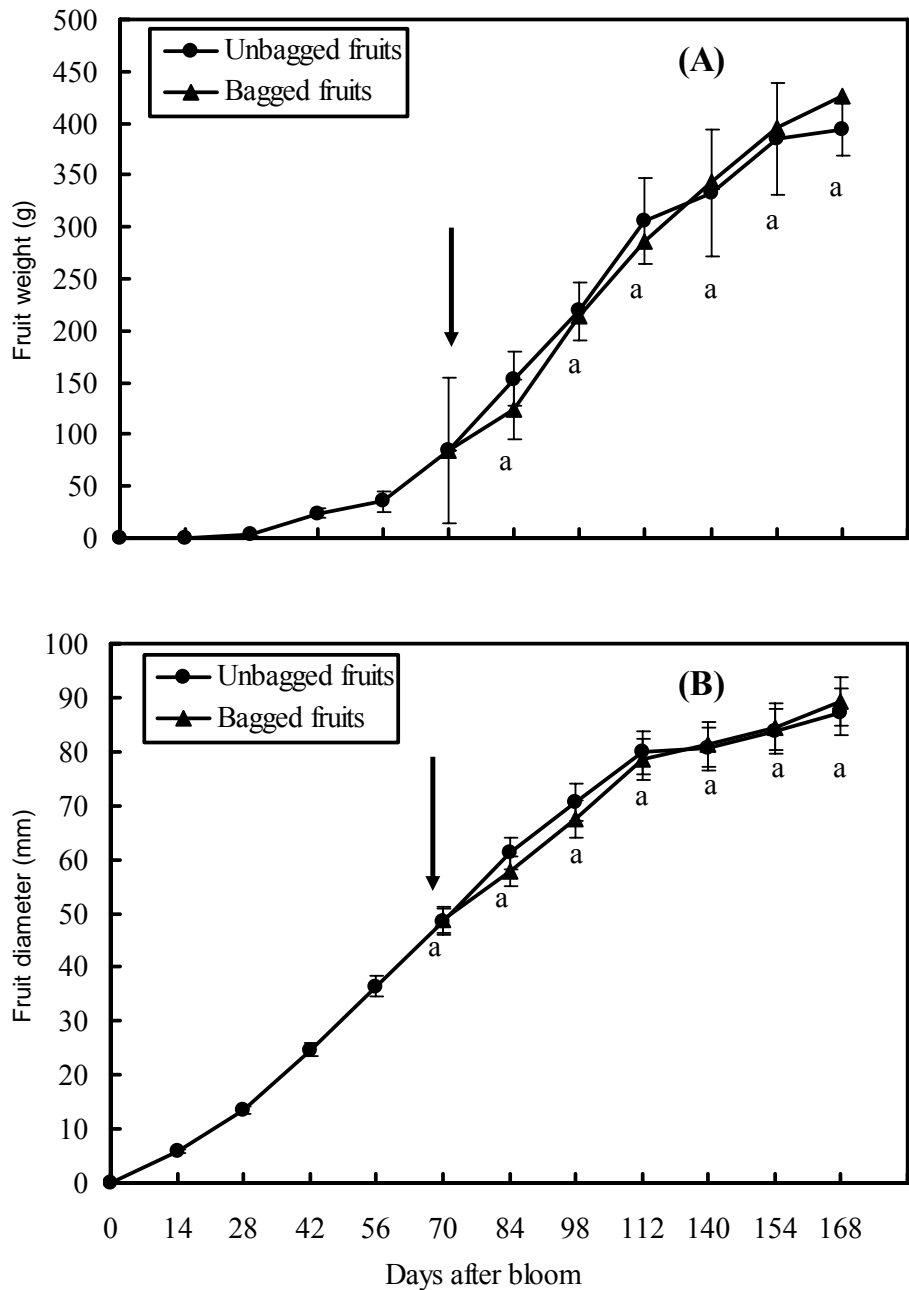 500
450
400
350
300
250
200
150
100
50
0
Fruit weight (g)
Unbagged fruits
Bagged fruits
(A)
a
a
a
a
a
a
a
100
90
80
70
60
50
40
30
20
10
0
Fruit diameter (mm)
Unbagged fruits
Bagged fruits
(B)
a
a
a
a
a
a
a
0 14 28 42 56 70 84 98 112 140 154 168
Days after bloom